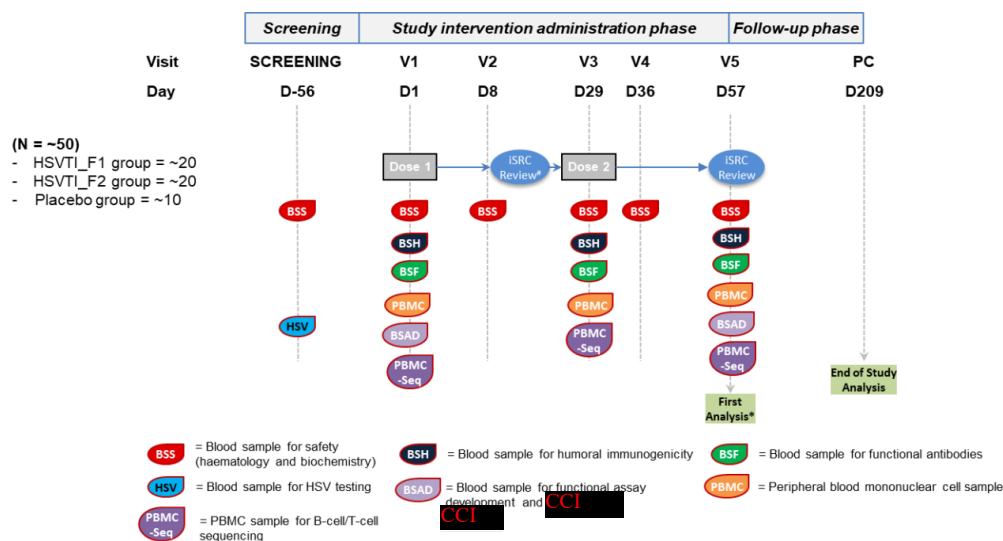 Screening Study intervention administration phase Follow-up phase
Visit SCREENING V1 V2 V3 V4 V5 PC
Day D-56 D1 D8 D29 D36 D57 D209
(N = ~50)
- HSVTI_F1 group = ~20
- HSVTI_F2 group = ~20
- Placebo group = ~10
Dose 1
iSRC
Review#
Dose 2
iSRC
Review
BSS BSS BSS BSS BSS BSS
BSH BSH BSH
BSF BSF BSF
PBMC PBMC PBMC
HSV BSAD PBMC
-Seq BSAD
PBMC
-Seq PBMC
-Seq
End of Study
Analysis
First
Analysis*
BSS = Blood sample for safety
(haematology and biochemistry)
BSH = Blood sample for humoral immunogenicity
BSF = Blood sample for functional antibodies
HSV = Blood sample for HSV testing
BSAD = Blood sample for functional assay
development and CCI
CCI
PBMC = Peripheral blood mononuclear cell sample
PBMC
-Seq = PBMC sample for B-cell/T-cell
sequencing